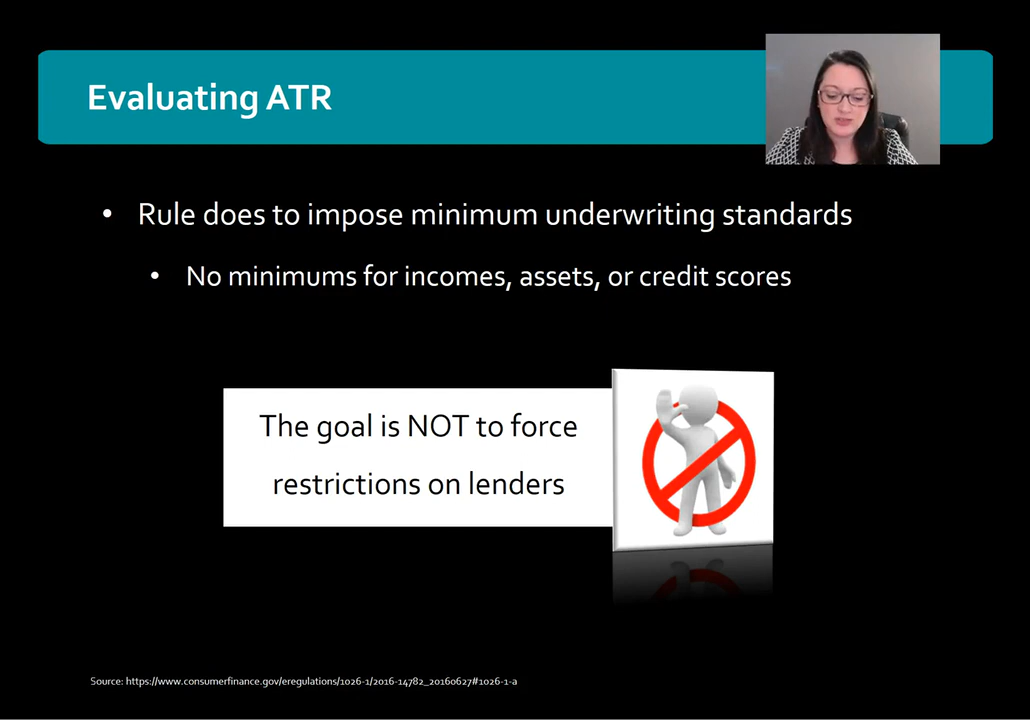 Evaluating ATR
• Rule does to impose minimum underwriting standards
• No minimums for incomes, assets, or credit scores
The goal is NOT to force
restrictions on lenders
Source: https://www.consumerfinance.gov/eregulations/1026-1/2016-14782_20160627#1026-1-a